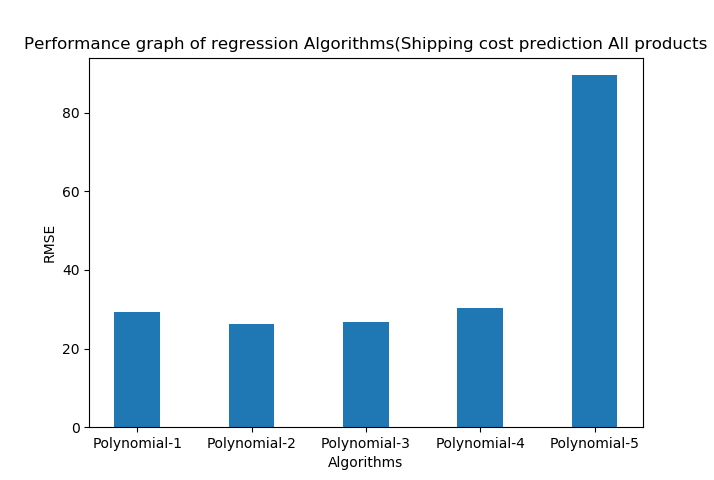 Performance graph of regression Algorithms(Shipping cost prediction All products
80
60
40
20
0
RMSE
Polynomial-1 Polynomial-2 Polynomial-3 Polynomial-4 Polynomial-5
Algorithms